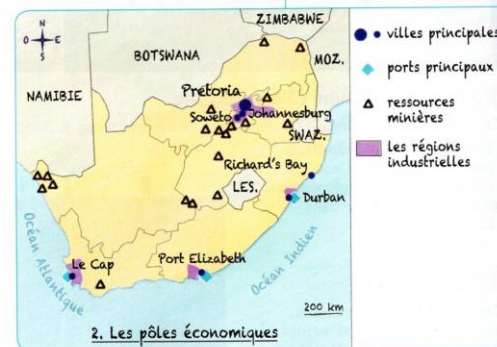 ZIMBABWE
N
O E
S
BOTSWANA
MOZ.
NAMIBIE
Prétoria
Soweto
Johannesburg
SWAZ.
Richard's Bay
LES.
Durban
Océan Atlantique
Océan Indien
Le Cap
Port Elizabeth
200 km
2. Les pôles économiques
villes principales
ports principaux
ressources
minières
les régions
industrielles